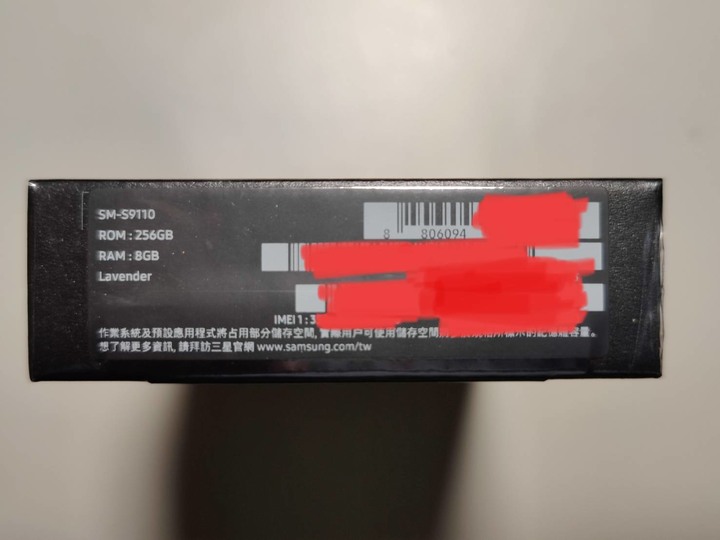 SM-S9110
ROM : 256GB
RAM : 8GB
Lavender
8 806094
IMEI 1 : 3
作業系統及預設應用程式將占用部分儲存空間, 實際用戶可使用儲存空間將
想了解更多資訊, 請拜訪三星官網 www.samsung.com/tw